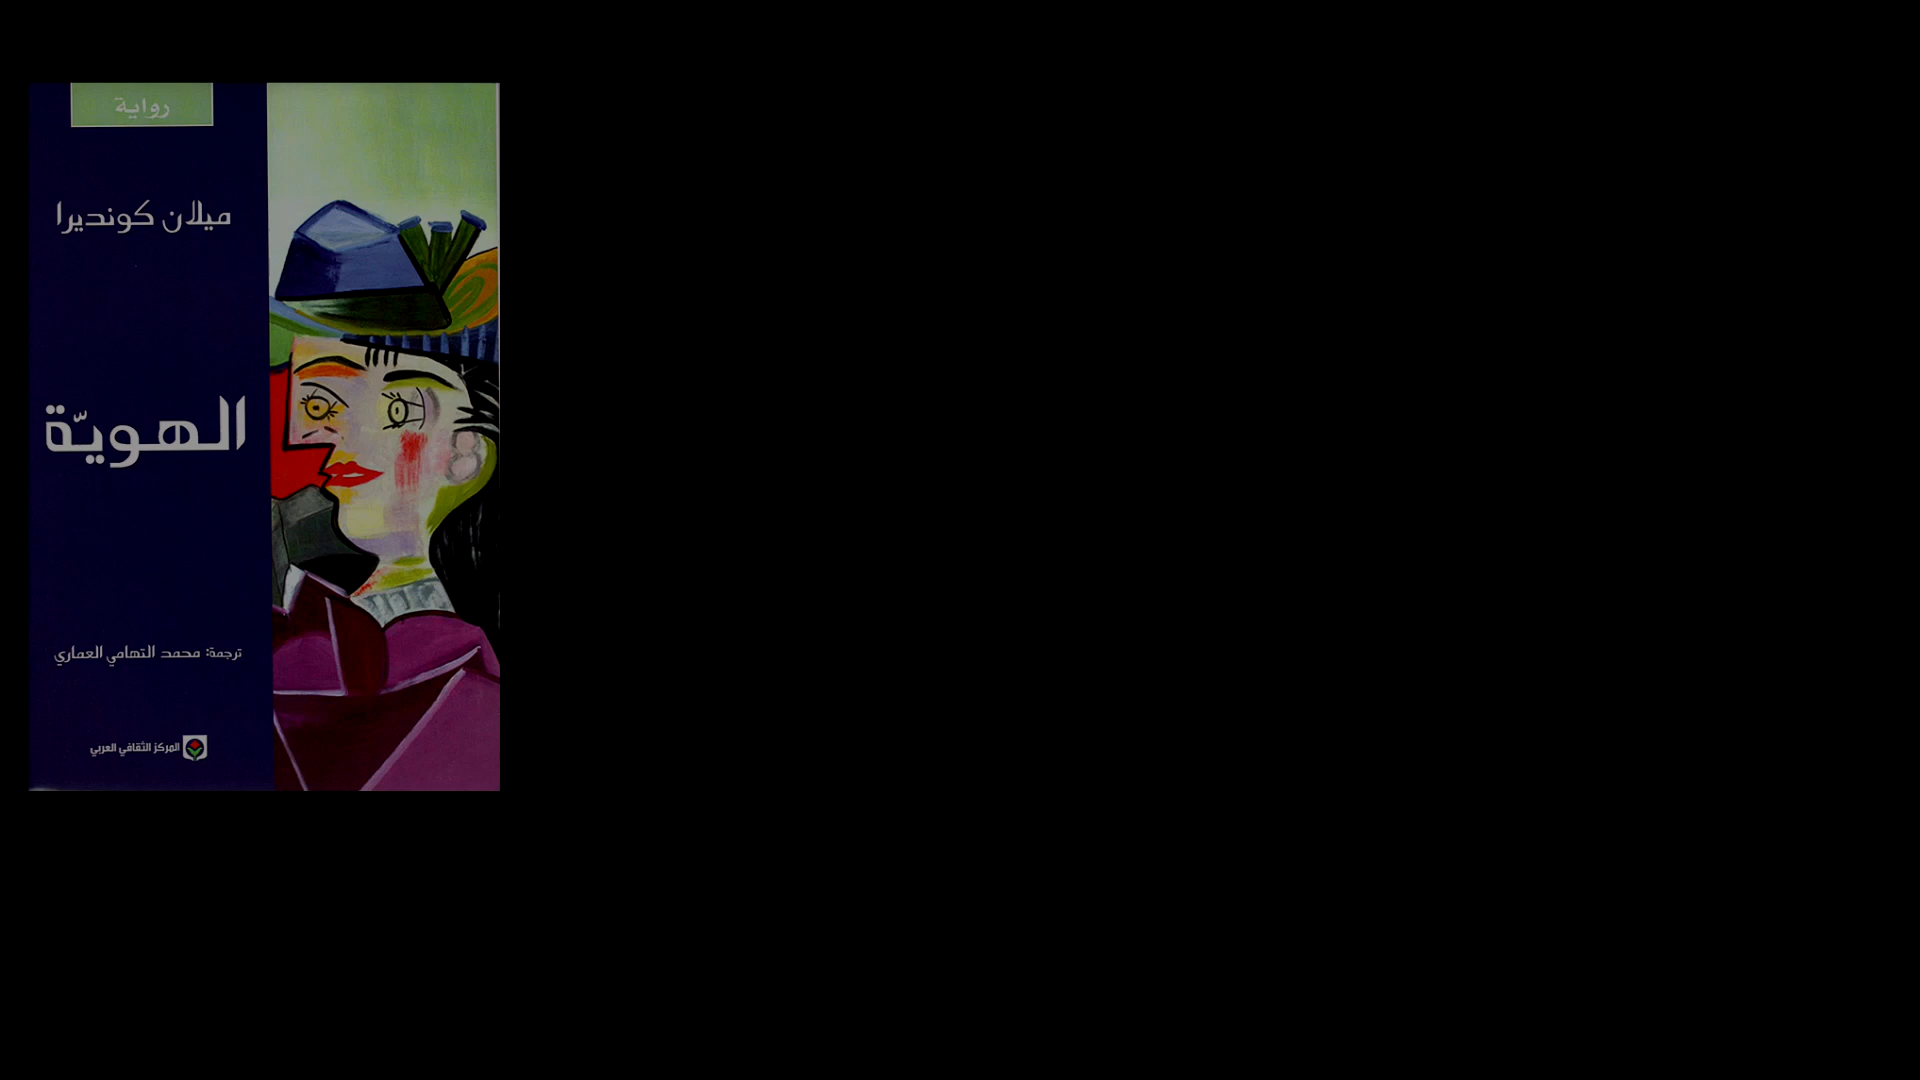 رواية
ميلان كونديرا
الهويّة
ترجمة: محمد التهامي العماري
المركز الثقافي العربي